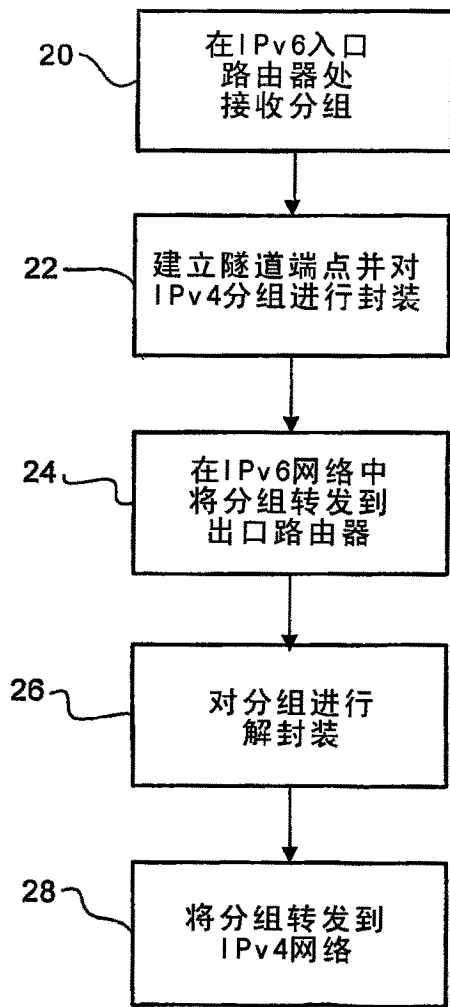 20
在IPv6入口
路由器处
接收分组
22
建立隧道端点并对
IPv4分组进行封装
24
在IPv6网络中
将分组转发到
出口路由器
26
对分组进行
解封装
28
将分组转发到
IPv4网络